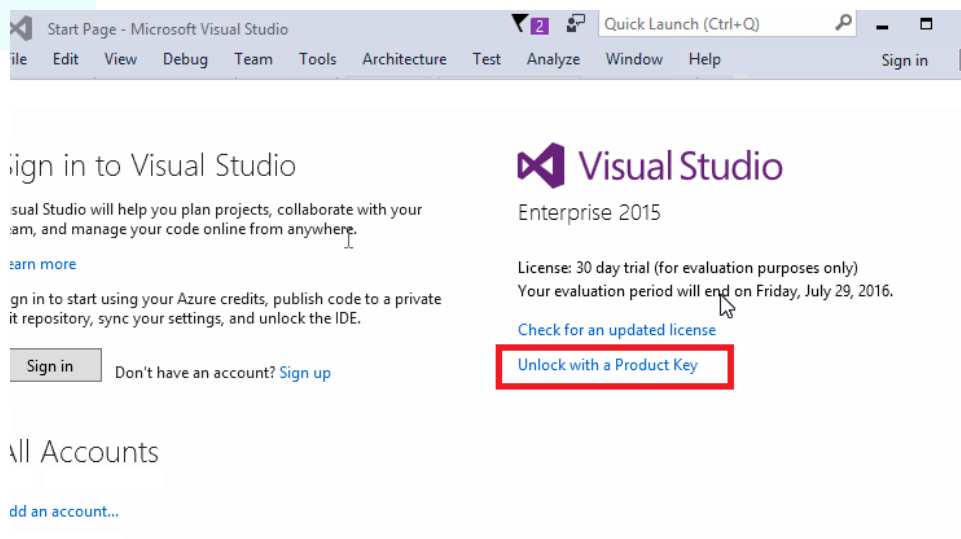 Start Page - Microsoft Visual Studio
2
Quick Launch (Ctrl+Q)
ile Edit View Debug Team Tools Architecture Test Analyze Window Help
Sign in
ign in to Visual Studio
isual Studio will help you plan projects, collaborate with your
eam, and manage your code online from anywhere.
earn more
ign in to start using your Azure credits, publish code to a private
it repository, sync your settings, and unlock the IDE.
Sign in
Don't have an account? Sign up
All Accounts
dd an account...
Visual Studio
Enterprise 2015
License: 30 day trial (for evaluation purposes only)
Your evaluation period will end on Friday, July 29, 2016.
Check for an updated license
Unlock with a Product Key